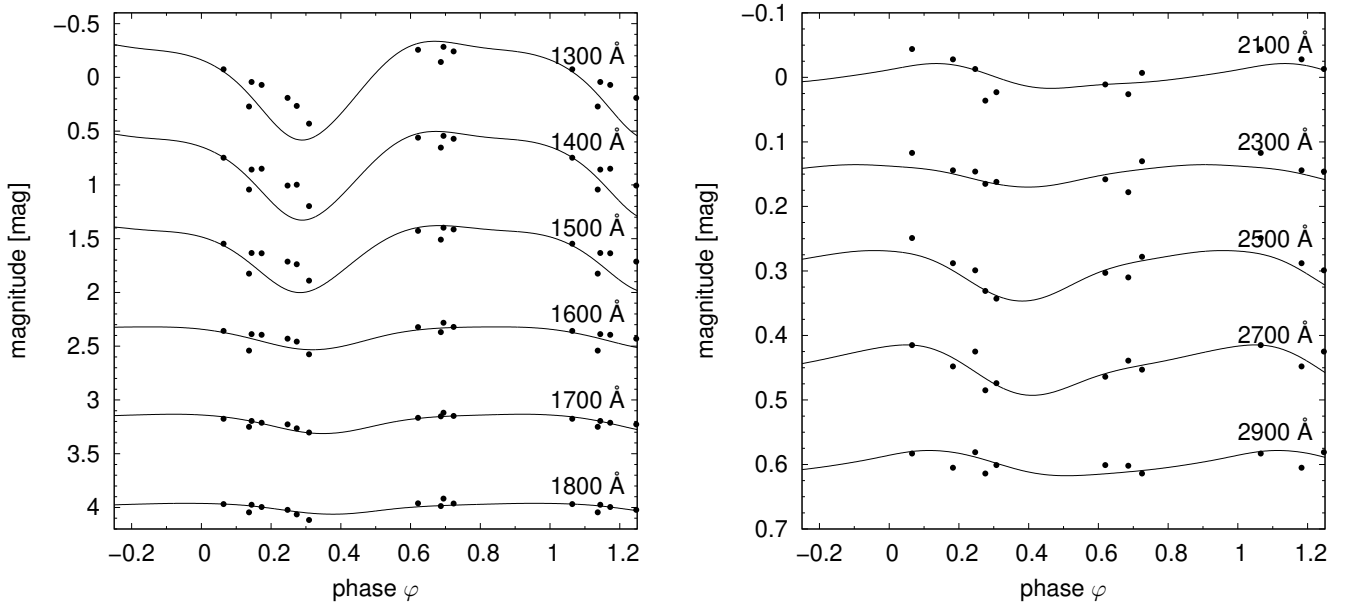 −0.5
0
0.5
1
1.5
2
2.5
3
3.5
4
−0.2 0 0.2 0.4 0.6 0.8 1 1.2
magnitude [mag]
phase φ
1300 Å
1400 Å
1500 Å
1600 Å
1700 Å
1800 Å
−0.1
0
0.1
0.2
0.3
0.4
0.5
0.6
0.7
−0.2 0 0.2 0.4 0.6 0.8 1 1.2
magnitude [mag]
phase φ
2100 Å
2300 Å
2500 Å
2700 Å
2900 Å